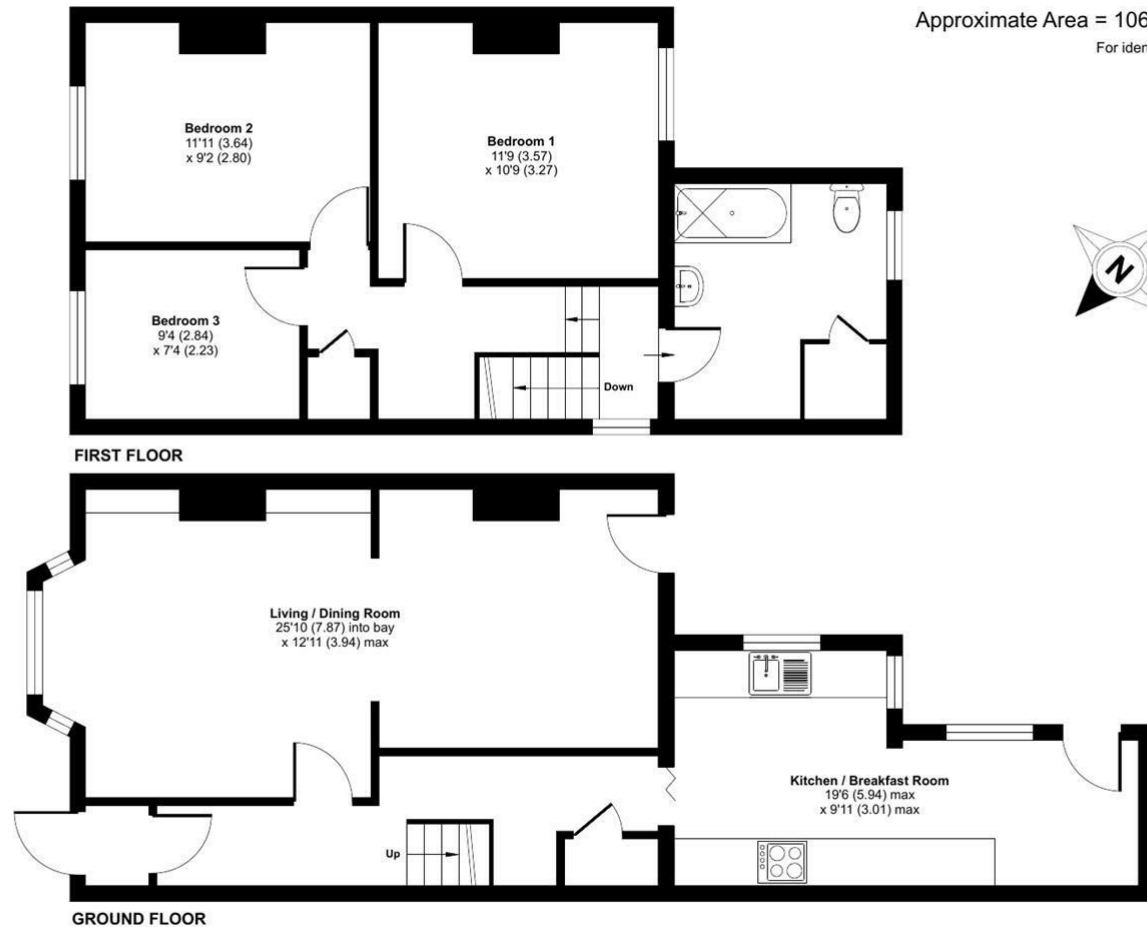 Approximate Area = 106
For iden
Bedroom 2
11'11 (3.64)
x 9'2 (2.80)
Bedroom 1
11'9 (3.57)
x 10'9 (3.27)
N
Bedroom 3
9'4 (2.84)
x 7'4 (2.23)
Down
FIRST FLOOR
Living / Dining Room
25'10 (7.87) into bay
x 12'11 (3.94) max
Kitchen / Breakfast Room
19'6 (5.94) max
x 9'11 (3.01) max
Up
GROUND FLOOR